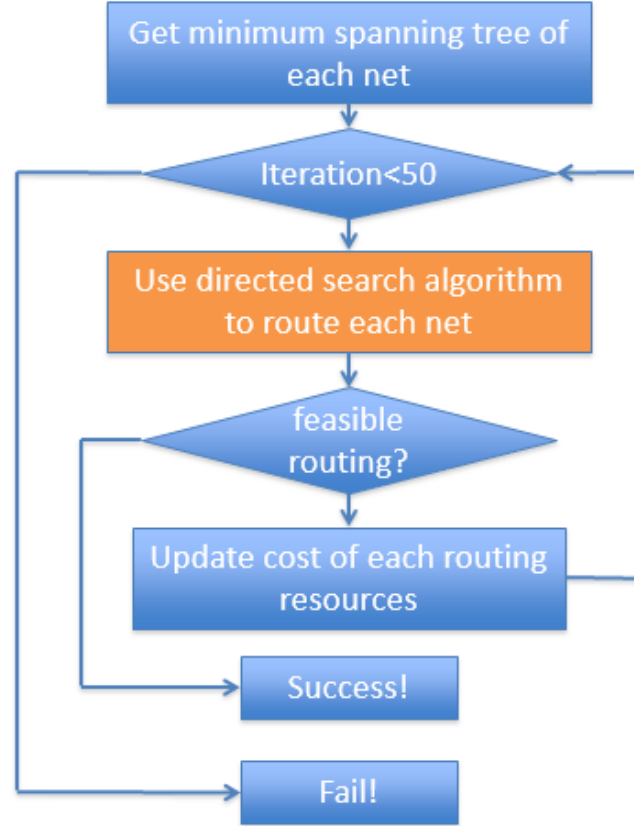 Get minimum spanning tree of
each net
Iteration<50
Use directed search algorithm
to route each net
feasible
routing?
Update cost of each routing
resources
Success!
Fail!